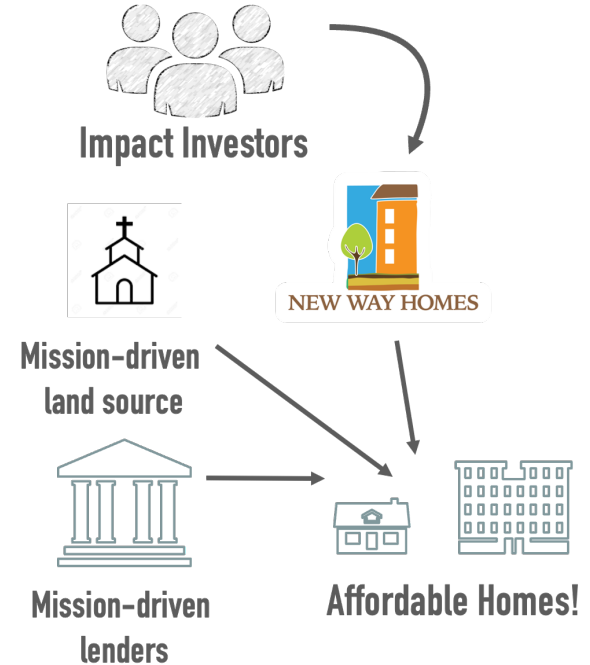 Impact Investors
NEW WAY HOMES
Mission-driven
land source
Mission-driven
lenders
Affordable Homes!